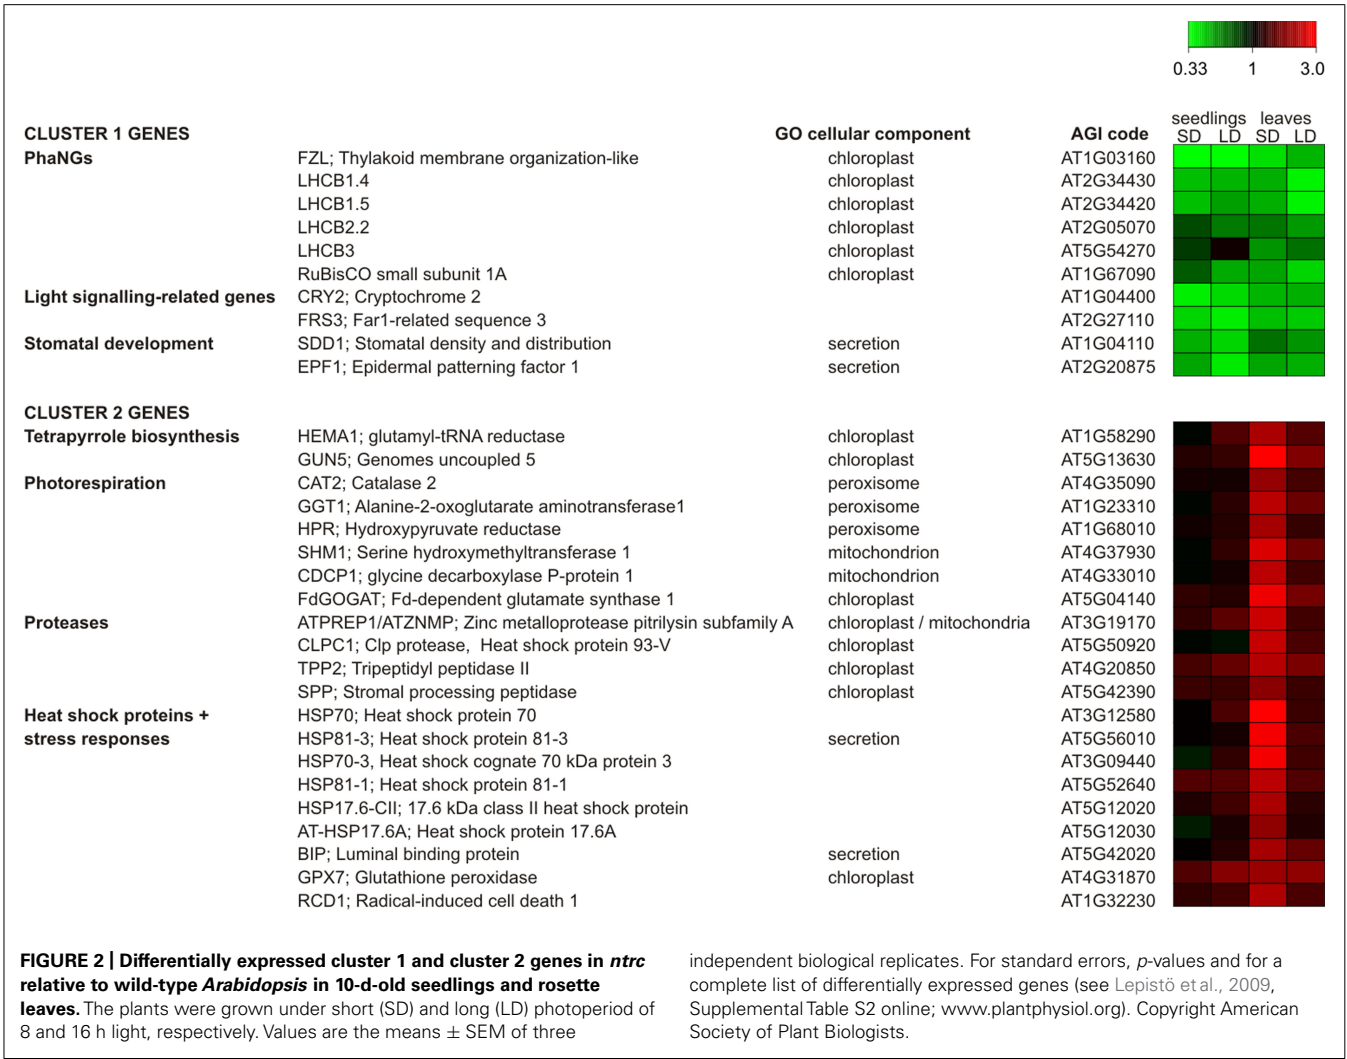 0.33 1 3.0
seedlings leaves
CLUSTER 1 GENES GO cellular component AGI code SD LD SD LD
PhaNGs FZL; Thylakoid membrane organization-like chloroplast AT1G03160
LHCB1.4 chloroplast AT2G34430
LHCB1.5 chloroplast AT2G34420
LHCB2.2 chloroplast AT2G05070
LHCB3 chloroplast AT5G54270
RuBisCO small subunit 1A chloroplast AT1G67090
Light signalling-related genes CRY2; Cryptochrome 2 AT1G04400
FRS3; Far1-related sequence 3 AT2G27110
Stomatal development SDD1; Stomatal density and distribution secretion AT1G04110
EPF1; Epidermal patterning factor 1 secretion AT2G20875
CLUSTER 2 GENES
Tetrapyrrole biosynthesis HEMA1; glutamyl-tRNA reductase chloroplast AT1G58290
GUN5; Genomes uncoupled 5 chloroplast AT5G13630
Photorespiration CAT2; Catalase 2 peroxisome AT4G35090
GGT1; Alanine-2-oxoglutarate aminotransferase1 peroxisome AT1G23310
HPR; Hydroxypyruvate reductase peroxisome AT1G68010
SHM1; Serine hydroxymethyltransferase 1 mitochondrion AT4G37930
CDCP1; glycine decarboxylase P-protein 1 mitochondrion AT4G33010
FdGOGAT; Fd-dependent glutamate synthase 1 chloroplast AT5G04140
Proteases ATPREP1/ATZNMP; Zinc metalloprotease pitrilysin subfamily A chloroplast / mitochondria AT3G19170
CLPC1; Clp protease, Heat shock protein 93-V chloroplast AT5G50920
TPP2; Tripeptidyl peptidase II chloroplast AT4G20850
SPP; Stromal processing peptidase chloroplast AT5G42390
Heat shock proteins + HSP70; Heat shock protein 70 AT3G12580
stress responses HSP81-3; Heat shock protein 81-3 secretion AT5G56010
HSP70-3, Heat shock cognate 70 kDa protein 3 AT3G09440
HSP81-1; Heat shock protein 81-1 AT5G52640
HSP17.6-CII; 17.6 kDa class II heat shock protein AT5G12020
AT-HSP17.6A; Heat shock protein 17.6A AT5G12030
BIP; Luminal binding protein secretion AT5G42020
GPX7; Glutathione peroxidase chloroplast AT4G31870
RCD1; Radical-induced cell death 1 AT1G32230
FIGURE 2 | Differentially expressed cluster 1 and cluster 2 genes in ntrc
relative to wild-type Arabidopsis in 10-d-old seedlings and rosette
leaves. The plants were grown under short (SD) and long (LD) photoperiod of
8 and 16 h light, respectively. Values are the means ± SEM of three
independent biological replicates. For standard errors, p-values and for a
complete list of differentially expressed genes (see Lepistö et al., 2009,
Supplemental Table S2 online; www.plantphysiol.org). Copyright American
Society of Plant Biologists.